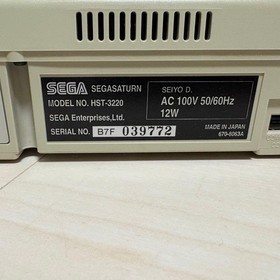 SEGA SEGASATURN
MODEL NO. HST-3220
SEGA Enterprises,Ltd.
SERIAL NO. B7F 039772
SEIYO D.
AC 100V 50/60Hz
12W
MADE IN JAPAN
670-5063A